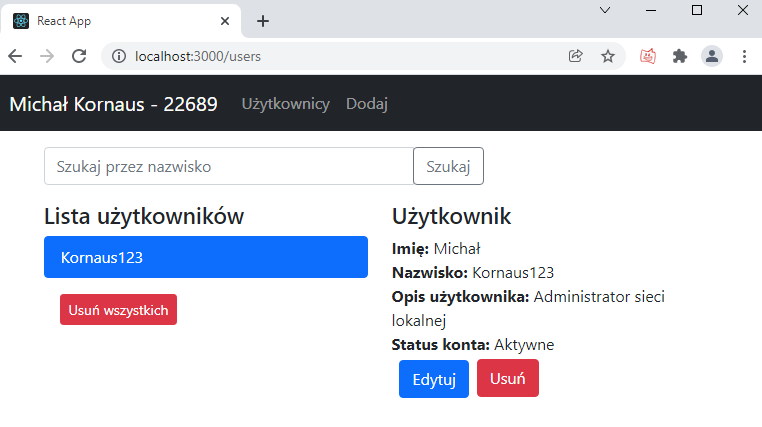 React App
localhost:3000/users
Michał Kornaus - 22689 Użytkownicy Dodaj
Szukaj przez nazwisko Szukaj
Lista użytkowników
Kornaus123
Usuń wszystkich
Użytkownik
Imię: Michał
Nazwisko: Kornaus123
Opis użytkownika: Administrator sieci
lokalnej
Status konta: Aktywne
Edytuj Usuń